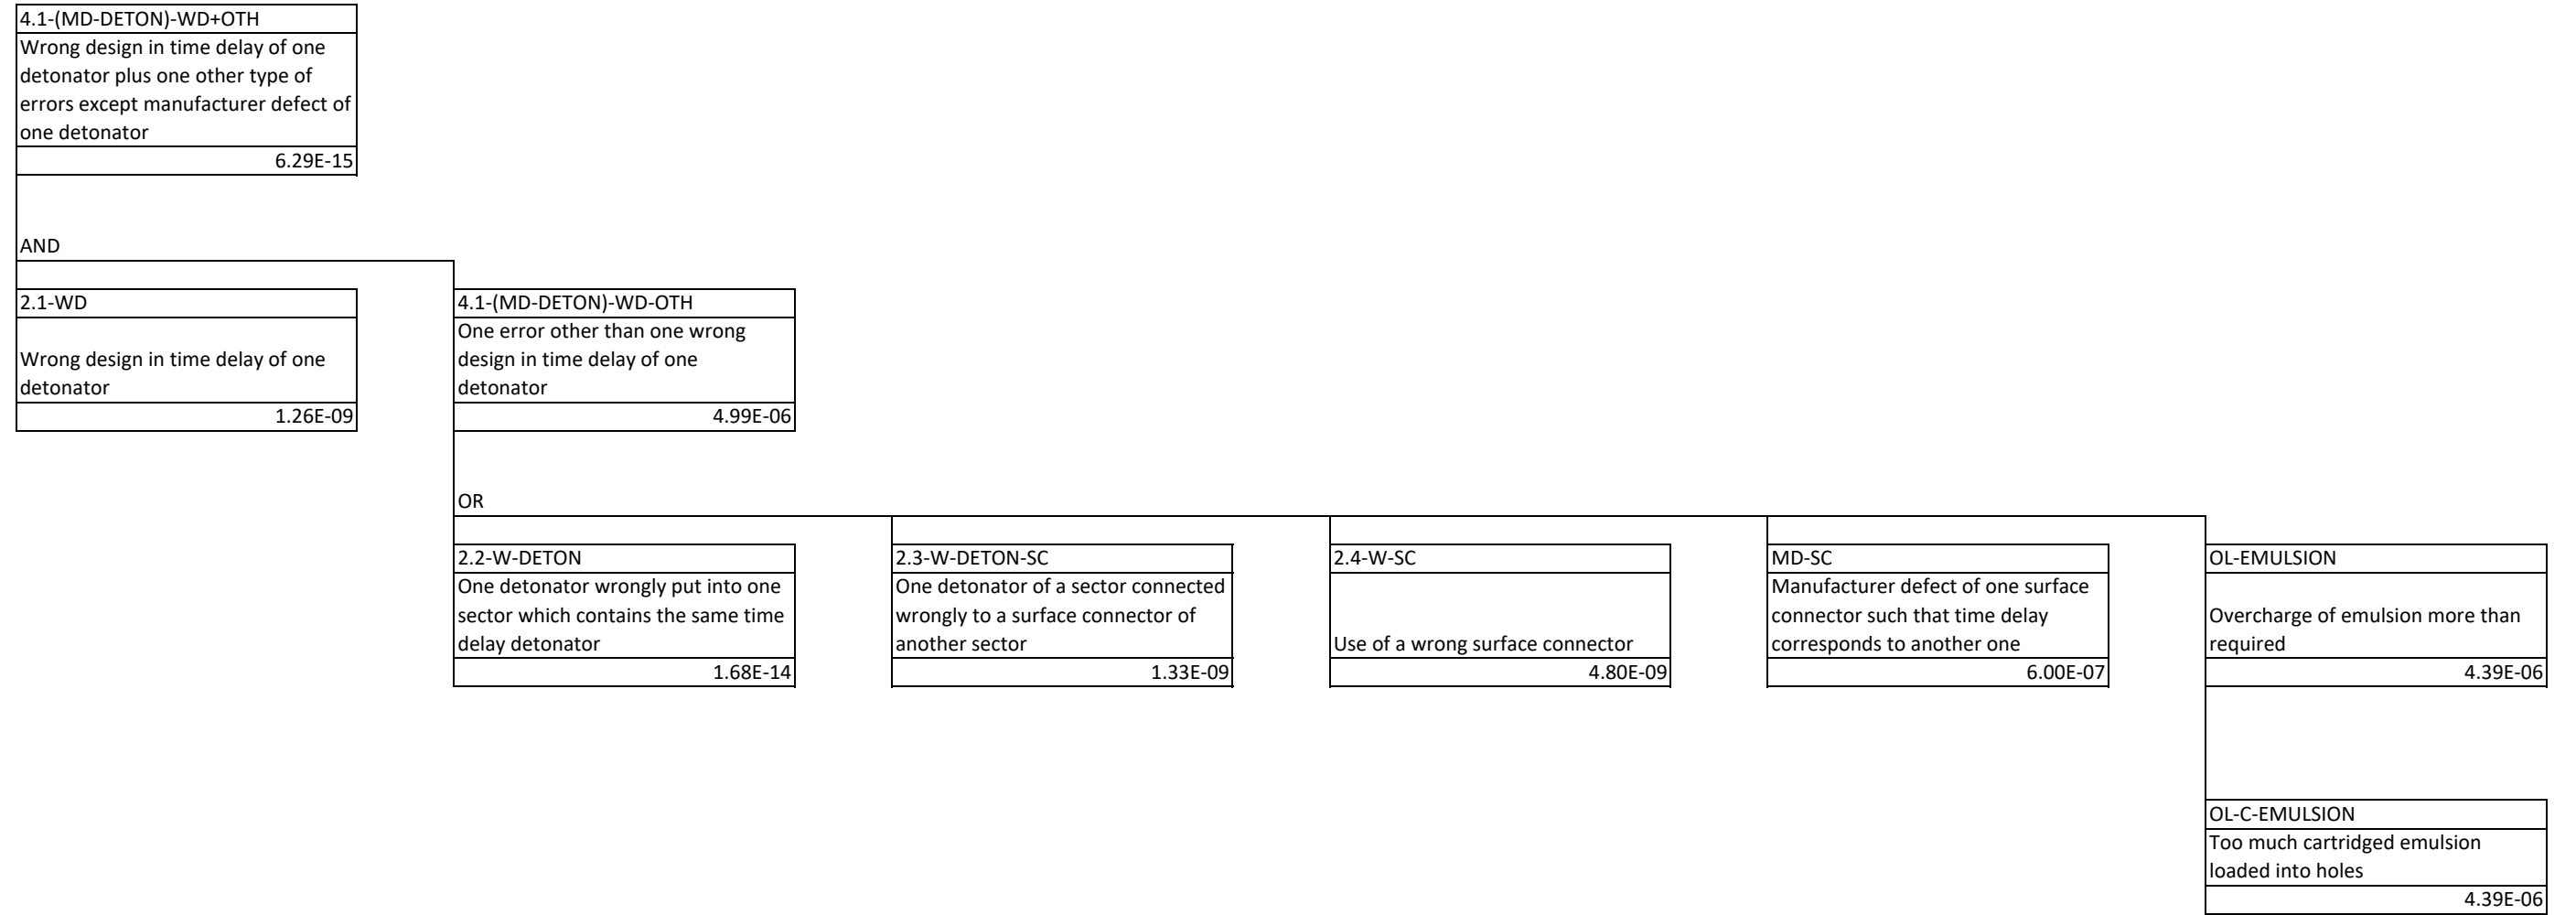 4.1-(MD-DETON)-WD+OTH
Wrong design in time delay of one
detonator plus one other type of
errors except manufacturer defect of
one detonator
6.29E-15
AND
2.1-WD
Wrong design in time delay of one
detonator
1.26E-09
4.1-(MD-DETON)-WD-OTH
One error other than one wrong
design in time delay of one
detonator
4.99E-06
OR
2.2-W-DETON
One detonator wrongly put into one
sector which contains the same time
delay detonator
1.68E-14
2.3-W-DETON-SC
One detonator of a sector connected
wrongly to a surface connector of
another sector
1.33E-09
2.4-W-SC
Use of a wrong surface connector
4.80E-09
MD-SC
Manufacturer defect of one surface
connector such that time delay
corresponds to another one
6.00E-07
OL-EMULSION
Overcharge of emulsion more than
required
4.39E-06
OL-C-EMULSION
Too much cartridged emulsion
loaded into holes
4.39E-06